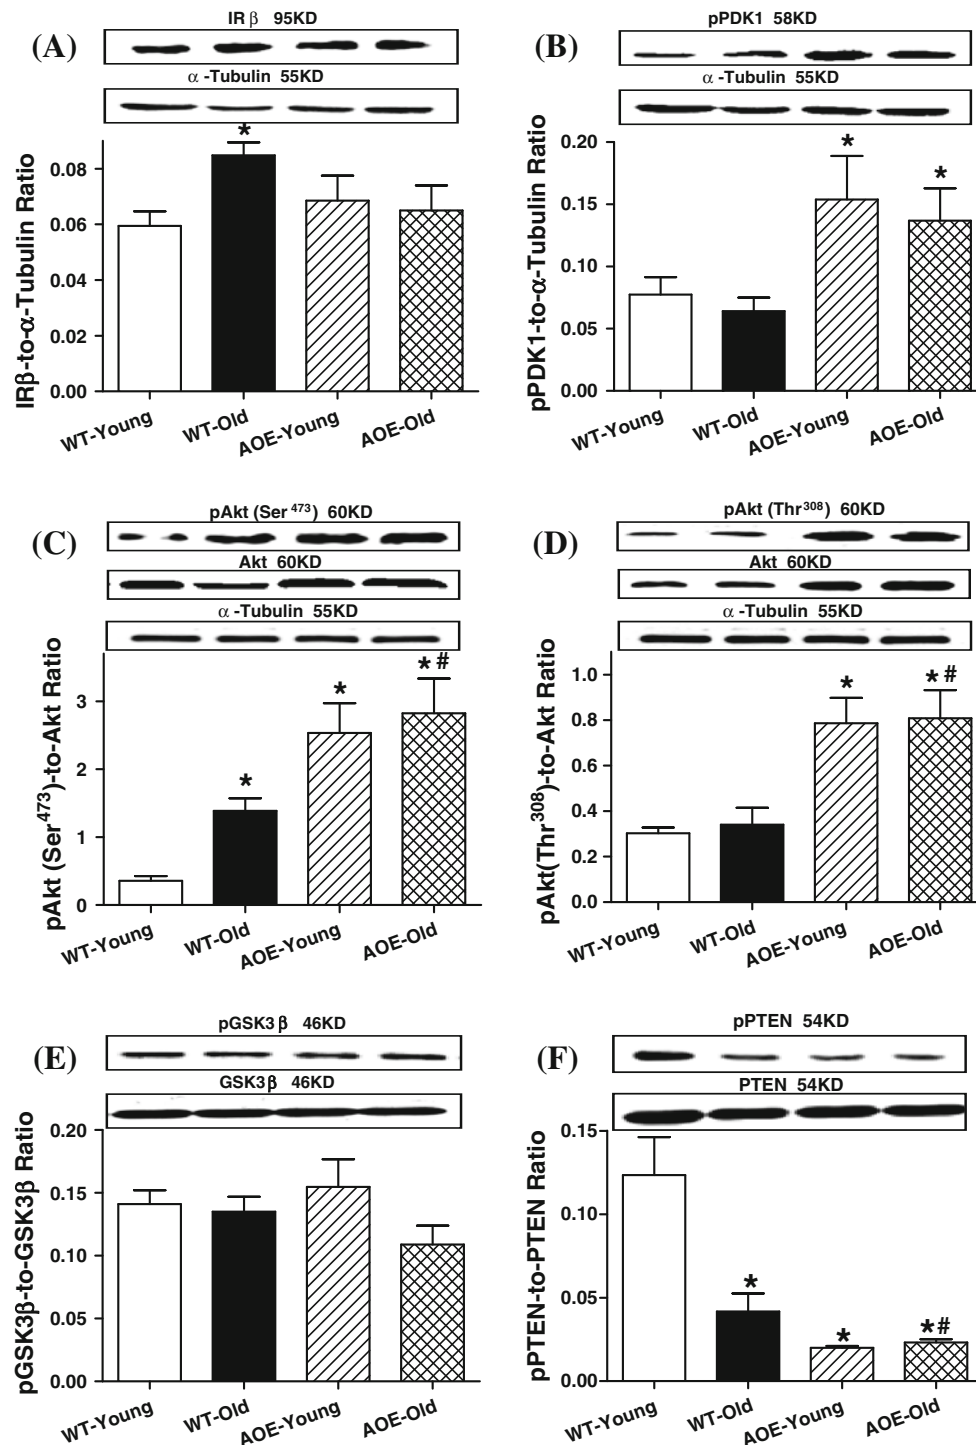 (A)
IRβ 95KD
α-Tubulin 55KD
IRβ-to-α-Tubulin Ratio
0.08
0.06
0.04
0.02
0.00
*
WT-Young
WT-Old
AOE-Young
AOE-Old
(B)
pPDK1 58KD
α-Tubulin 55KD
pPDK1-to-α-Tubulin Ratio
0.20
0.15
0.10
0.05
0.00
*
*
WT-Young
WT-Old
AOE-Young
AOE-Old
(C)
pAkt (Ser⁴⁷³) 60KD
Akt 60KD
α-Tubulin 55KD
pAkt (Ser⁴⁷³)-to-Akt Ratio
3
2
1
0
*
*
*#
WT-Young
WT-Old
AOE-Young
AOE-Old
(D)
pAkt (Thr³⁰⁸) 60KD
Akt 60KD
α-Tubulin 55KD
pAkt(Thr³⁰⁸)-to-Akt Ratio
1.0
0.8
0.6
0.4
0.2
0.0
*
*#
WT-Young
WT-Old
AOE-Young
AOE-Old
(E)
pGSK3β 46KD
GSK3β 46KD
pGSK3β-to-GSK3β Ratio
0.20
0.15
0.10
0.05
0.00
WT-Young
WT-Old
AOE-Young
AOE-Old
(F)
pPTEN 54KD
PTEN 54KD
pPTEN-to-PTEN Ratio
0.15
0.10
0.05
0.00
*
*
*#
WT-Young
WT-Old
AOE-Young
AOE-Old